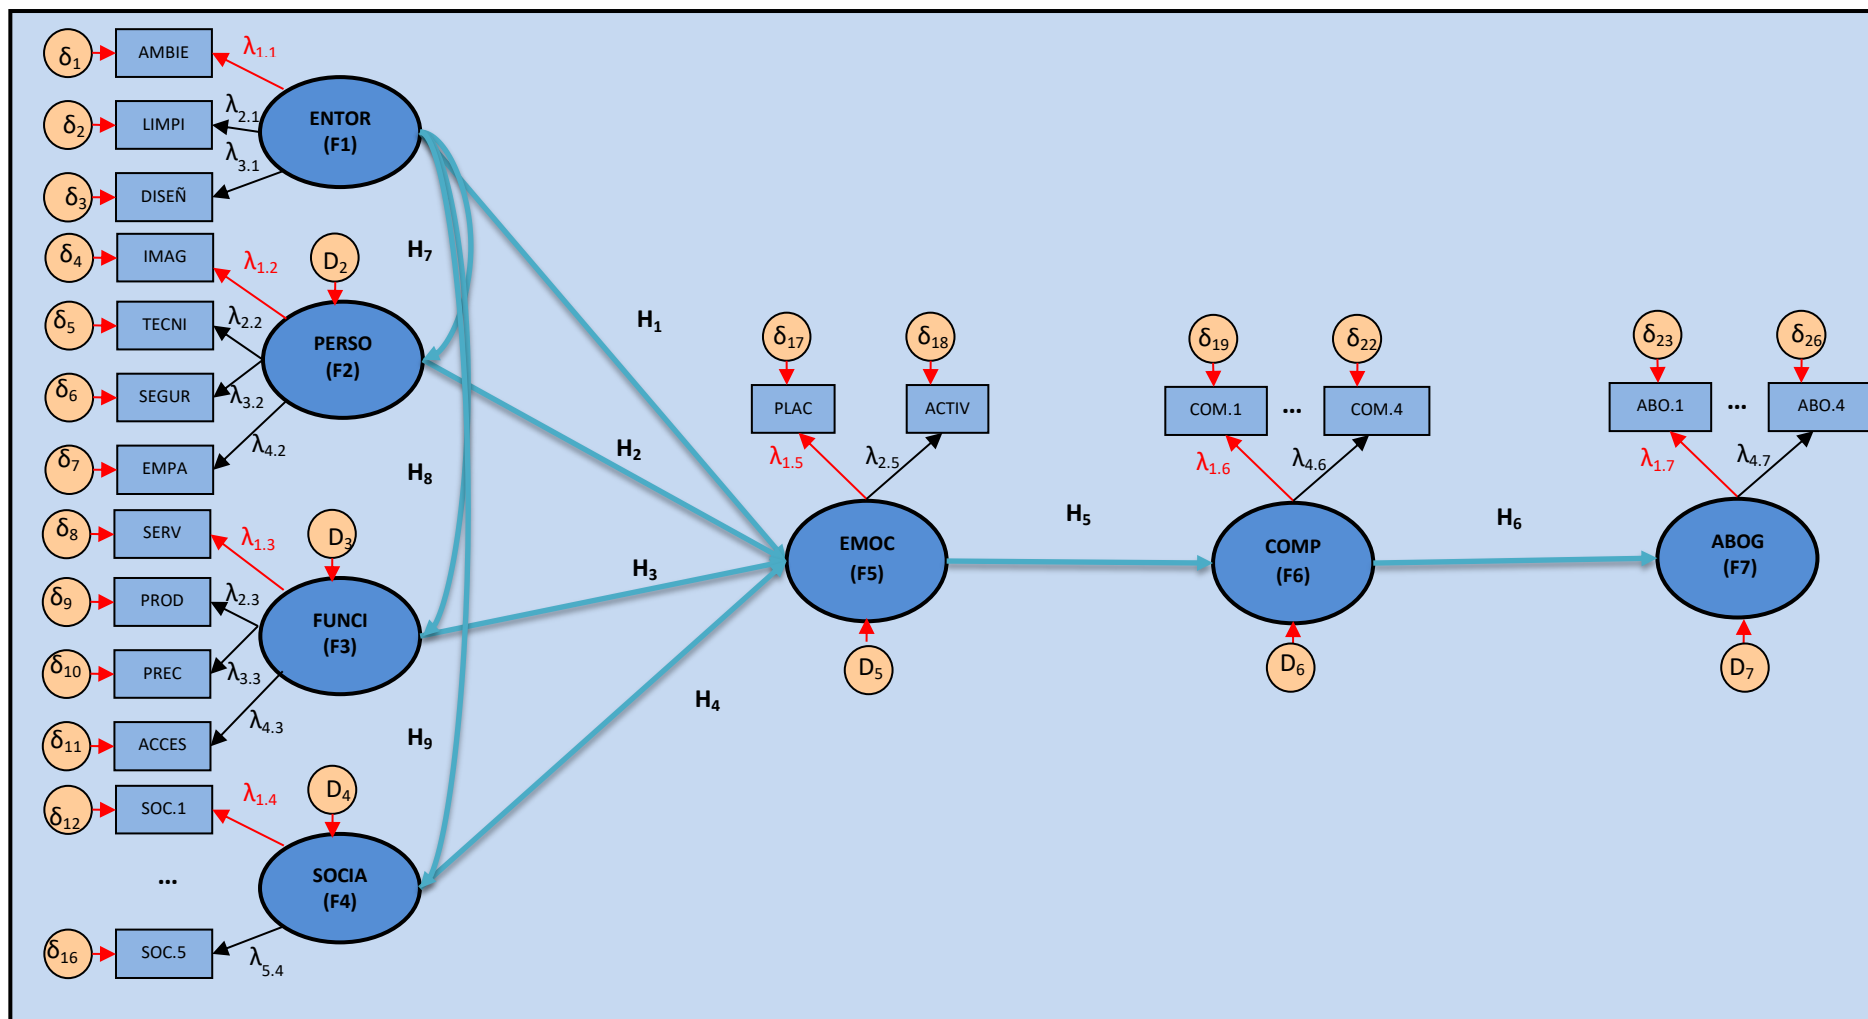 δ1
AMBIE
λ1.1
δ2
LIMPI
λ2.1
ENTOR
(F1)
λ3.1
δ3
DISEÑ
δ4
IMAG
λ1.2
D2
H7
δ5
TECNI
λ2.2
PERSO
(F2)
H1
δ6
SEGUR
λ3.2
δ7
EMPA
λ4.2
H8
H2
δ8
SERV
λ1.3
D3
δ9
PROD
λ2.3
FUNCI
(F3)
H3
δ10
PREC
λ3.3
δ11
ACCES
λ4.3
H9
H4
δ12
SOC.1
λ1.4
D4
...
SOCIA
(F4)
δ16
SOC.5
λ5.4
δ17
δ18
PLAC
ACTIV
λ1.5
λ2.5
EMOC
(F5)
D5
H5
δ19
δ22
COM.1
...
COM.4
λ1.6
λ4.6
COMP
(F6)
D6
H6
δ23
δ26
ABO.1
...
ABO.4
λ1.7
λ4.7
ABOG
(F7)
D7